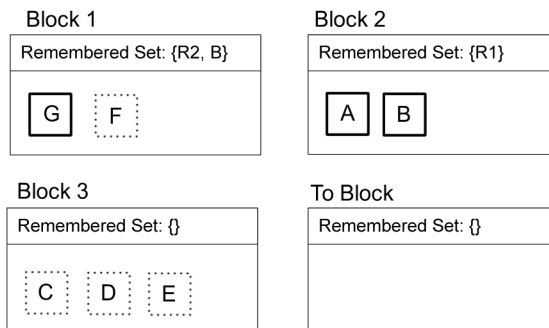 Block 1
Remembered Set: {R2, B}
G F
Block 2
Remembered Set: {R1}
A B
Block 3
Remembered Set: {}
C D E
To Block
Remembered Set: {}